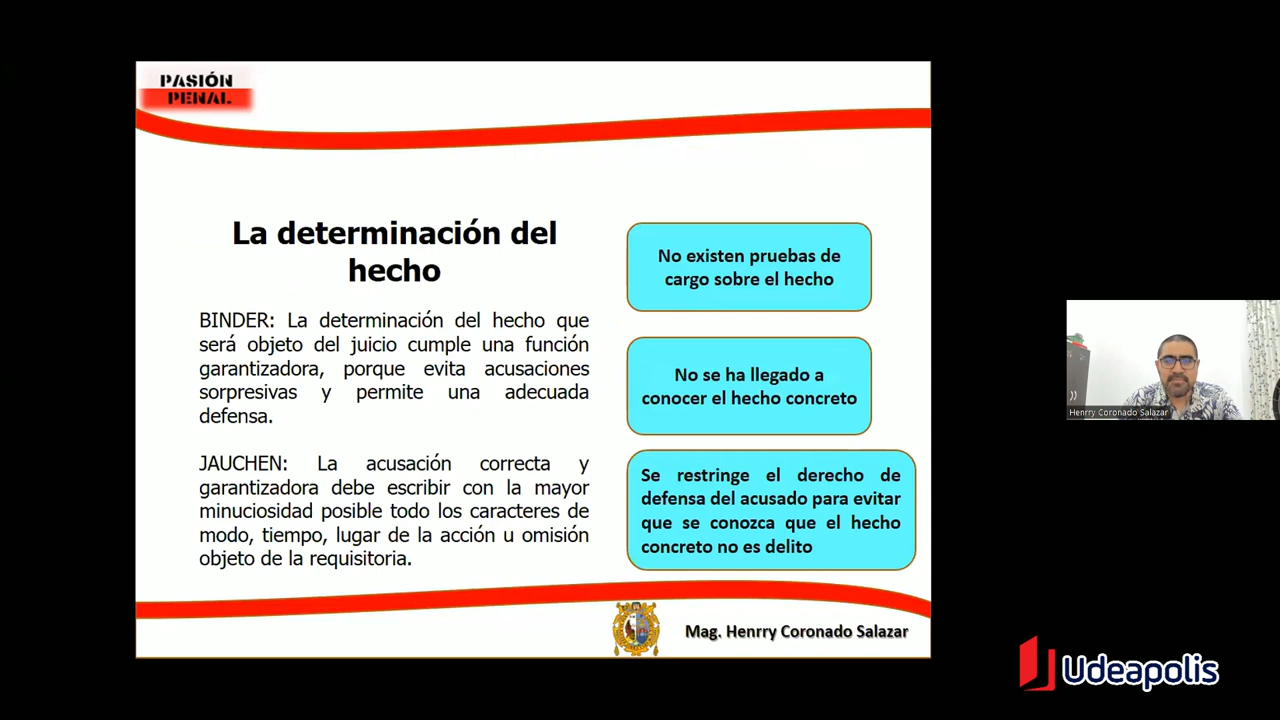 PASIÓN
PENAL
La determinación del
hecho
BINDER: La determinación del hecho que
será objeto del juicio cumple una función
garantizadora, porque evita acusaciones
sorpresivas y permite una adecuada
defensa.
JAUCHEN: La acusación correcta y
garantizadora debe escribir con la mayor
minuciosidad posible todo los caracteres de
modo, tiempo, lugar de la acción u omisión
objeto de la requisitoria.
No existen pruebas de
cargo sobre el hecho
No se ha llegado a
conocer el hecho concreto
Se restringe el derecho de
defensa del acusado para evitar
que se conozca que el hecho
concreto no es delito
Mag. Henrry Coronado Salazar
Henrry Coronado Salazar
Udeapolis